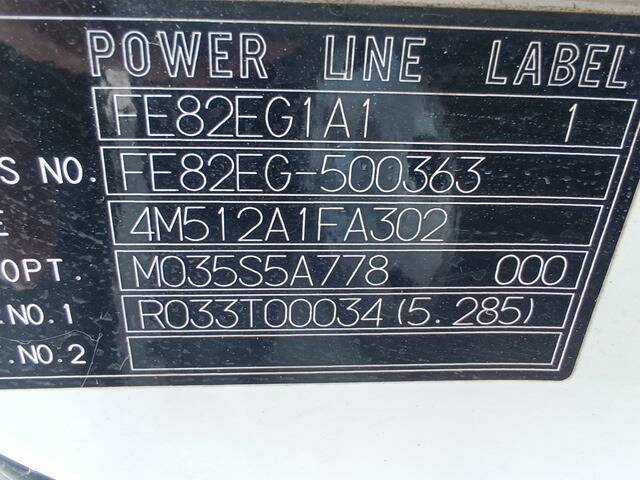 POWER LINE LABEL
FE82EG1A1 1
S NO. FE82EG-500363
E 4M512A1FA302
OPT. M035S5A778 000
.NO.1 R033T00034 (5.285)
.NO.2